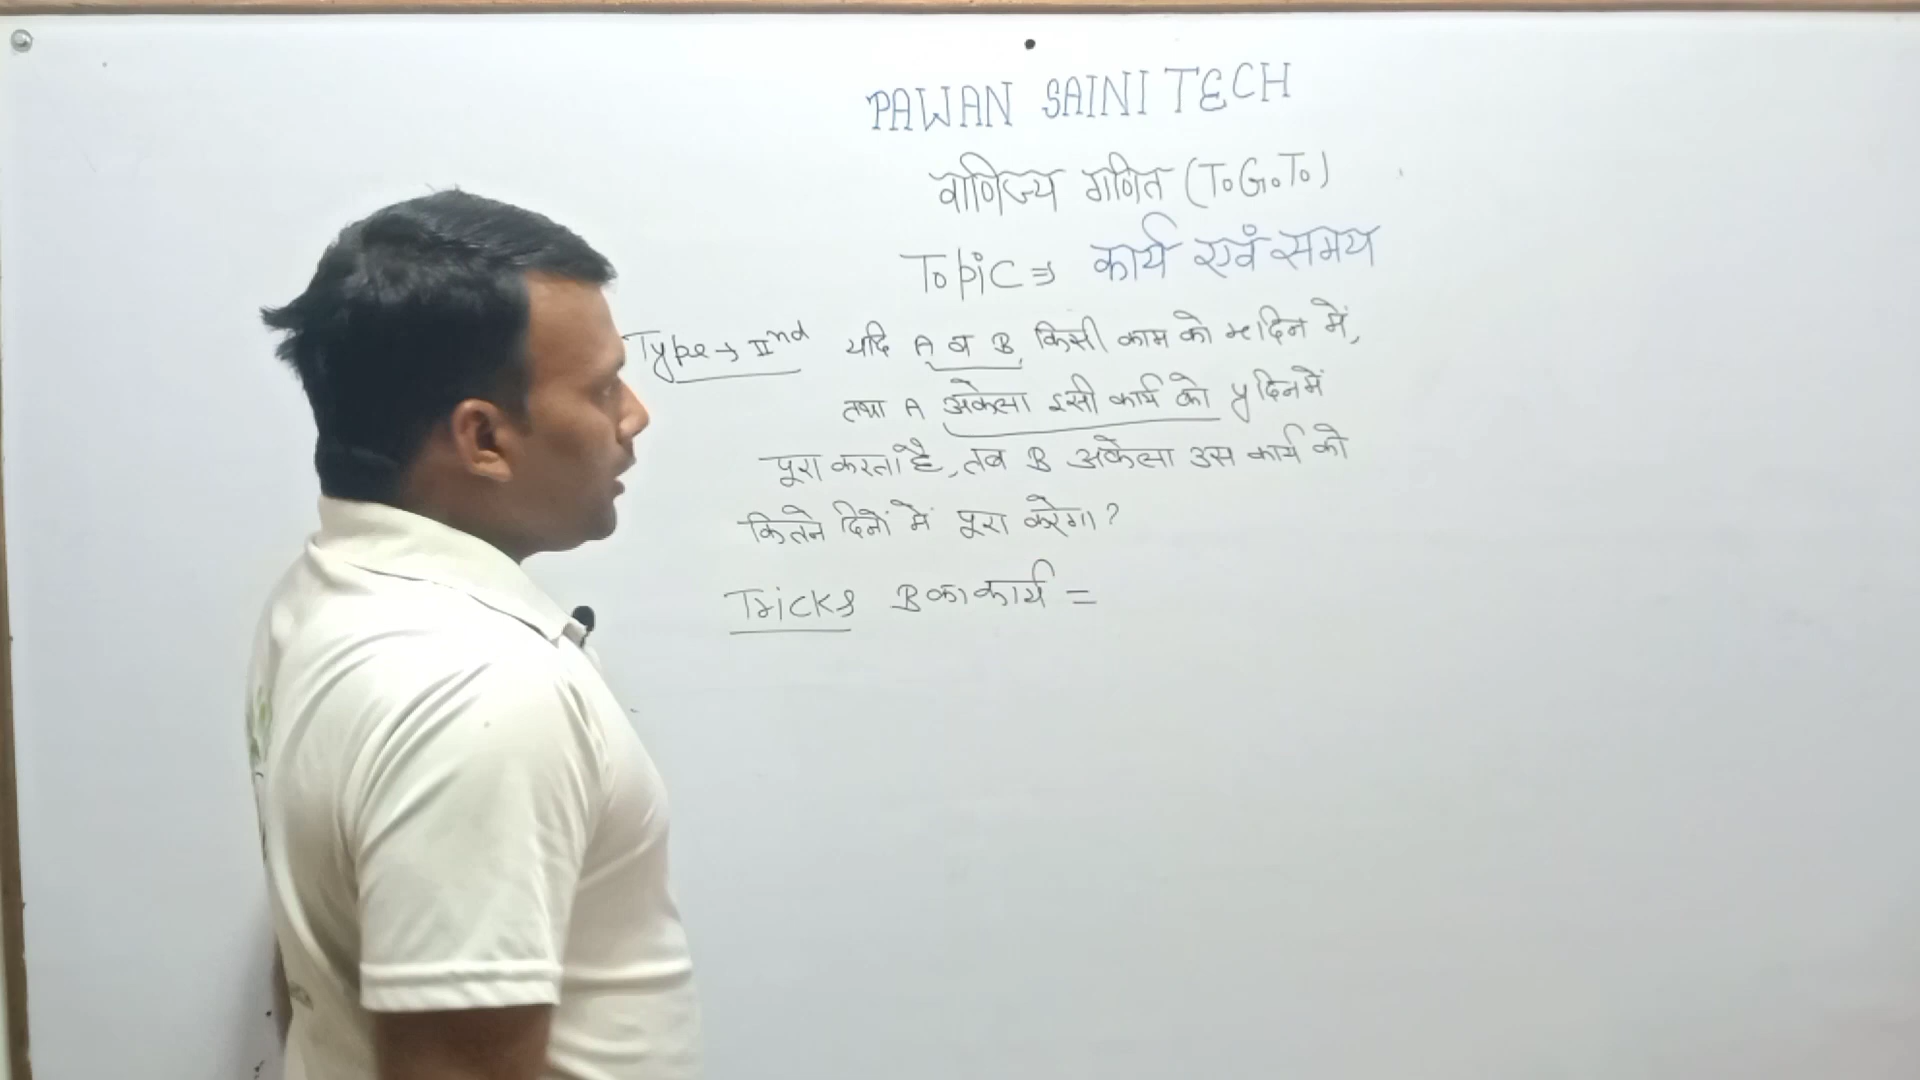 PAWAN SAINI TECH
वाणिज्य गणित (T.G.T.)
Topic ⇒ कार्य एवं समय
Type → IInd यदि A व B किसी काम को x दिन में,
तथा A अकेला इसी कार्य को y दिन में
पूरा करता है, तब B अकेला उस कार्य को
कितने दिनों में पूरा करेगा?
Tricks B का कार्य =